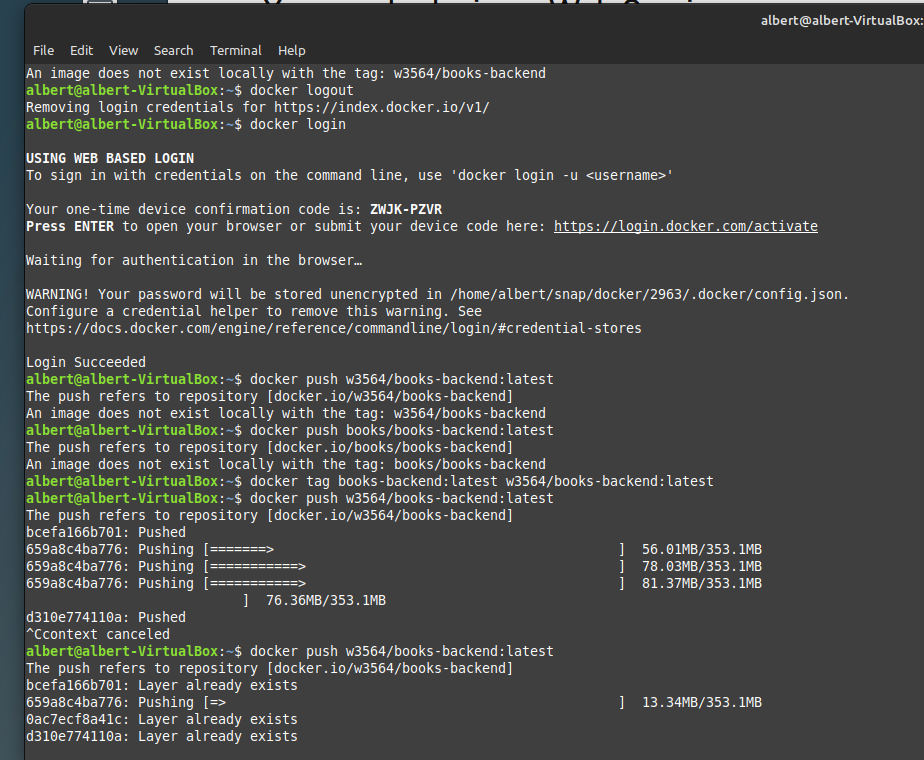 albert@albert-VirtualBox:
File Edit View Search Terminal Help
An image does not exist locally with the tag: w3564/books-backend
albert@albert-VirtualBox:~$ docker logout
Removing login credentials for https://index.docker.io/v1/
albert@albert-VirtualBox:~$ docker login
USING WEB BASED LOGIN
To sign in with credentials on the command line, use 'docker login -u <username>'
Your one-time device confirmation code is: ZWJK-PZVR
Press ENTER to open your browser or submit your device code here: https://login.docker.com/activate
Waiting for authentication in the browser…
WARNING! Your password will be stored unencrypted in /home/albert/snap/docker/2963/.docker/config.json.
Configure a credential helper to remove this warning. See
https://docs.docker.com/engine/reference/commandline/login/#credential-stores
Login Succeeded
albert@albert-VirtualBox:~$ docker push w3564/books-backend:latest
The push refers to repository [docker.io/w3564/books-backend]
An image does not exist locally with the tag: w3564/books-backend
albert@albert-VirtualBox:~$ docker push books/books-backend:latest
The push refers to repository [docker.io/books/books-backend]
An image does not exist locally with the tag: books/books-backend
albert@albert-VirtualBox:~$ docker tag books-backend:latest w3564/books-backend:latest
albert@albert-VirtualBox:~$ docker push w3564/books-backend:latest
The push refers to repository [docker.io/w3564/books-backend]
bcefa166b701: Pushed
659a8c4ba776: Pushing [=======>                                           ]  56.01MB/353.1MB
659a8c4ba776: Pushing [===========>                                       ]  78.03MB/353.1MB
659a8c4ba776: Pushing [===========>                                       ]  81.37MB/353.1MB
]  76.36MB/353.1MB
d310e774110a: Pushed
^Ccontext canceled
albert@albert-VirtualBox:~$ docker push w3564/books-backend:latest
The push refers to repository [docker.io/w3564/books-backend]
bcefa166b701: Layer already exists
659a8c4ba776: Pushing [=>                                                 ]  13.34MB/353.1MB
0ac7ecf8a41c: Layer already exists
d310e774110a: Layer already exists